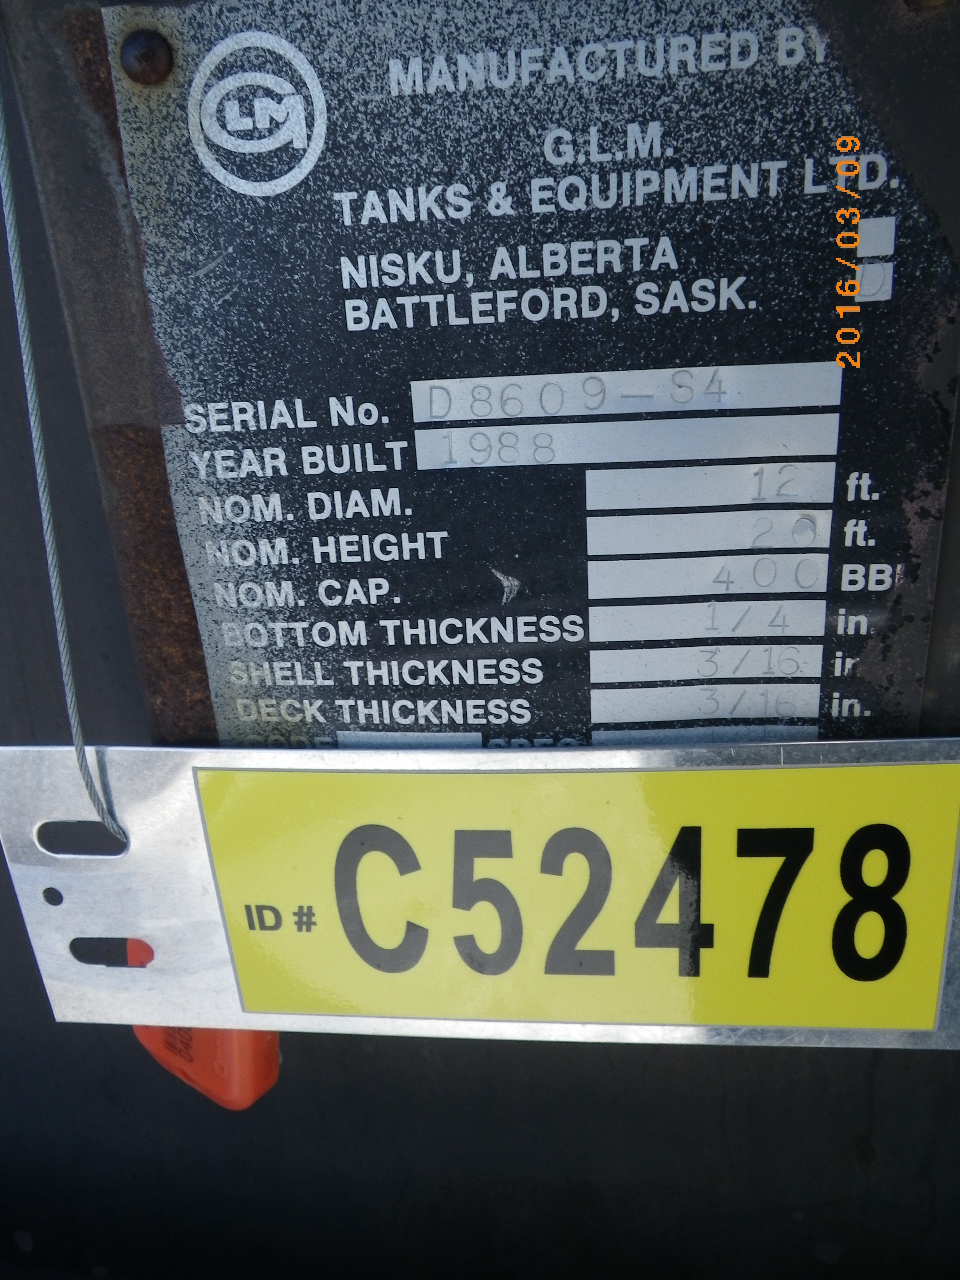 GLM
MANUFACTURED BY
G.L.M.
TANKS & EQUIPMENT LTD.
NISKU, ALBERTA
BATTLEFORD, SASK.
SERIAL No. D8609-S4
YEAR BUILT 1988
NOM. DIAM. 12 ft.
NOM. HEIGHT 20 ft.
NOM. CAP. 400 BBl
BOTTOM THICKNESS 1/4 in
SHELL THICKNESS 3/16 in
DECK THICKNESS 3/16 in.
ID # C52478
2016/03/09